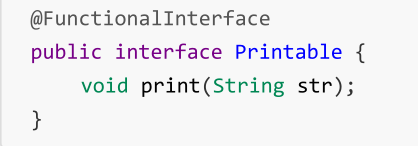 @FunctionalInterface
public interface Printable {
    void print(String str);
}